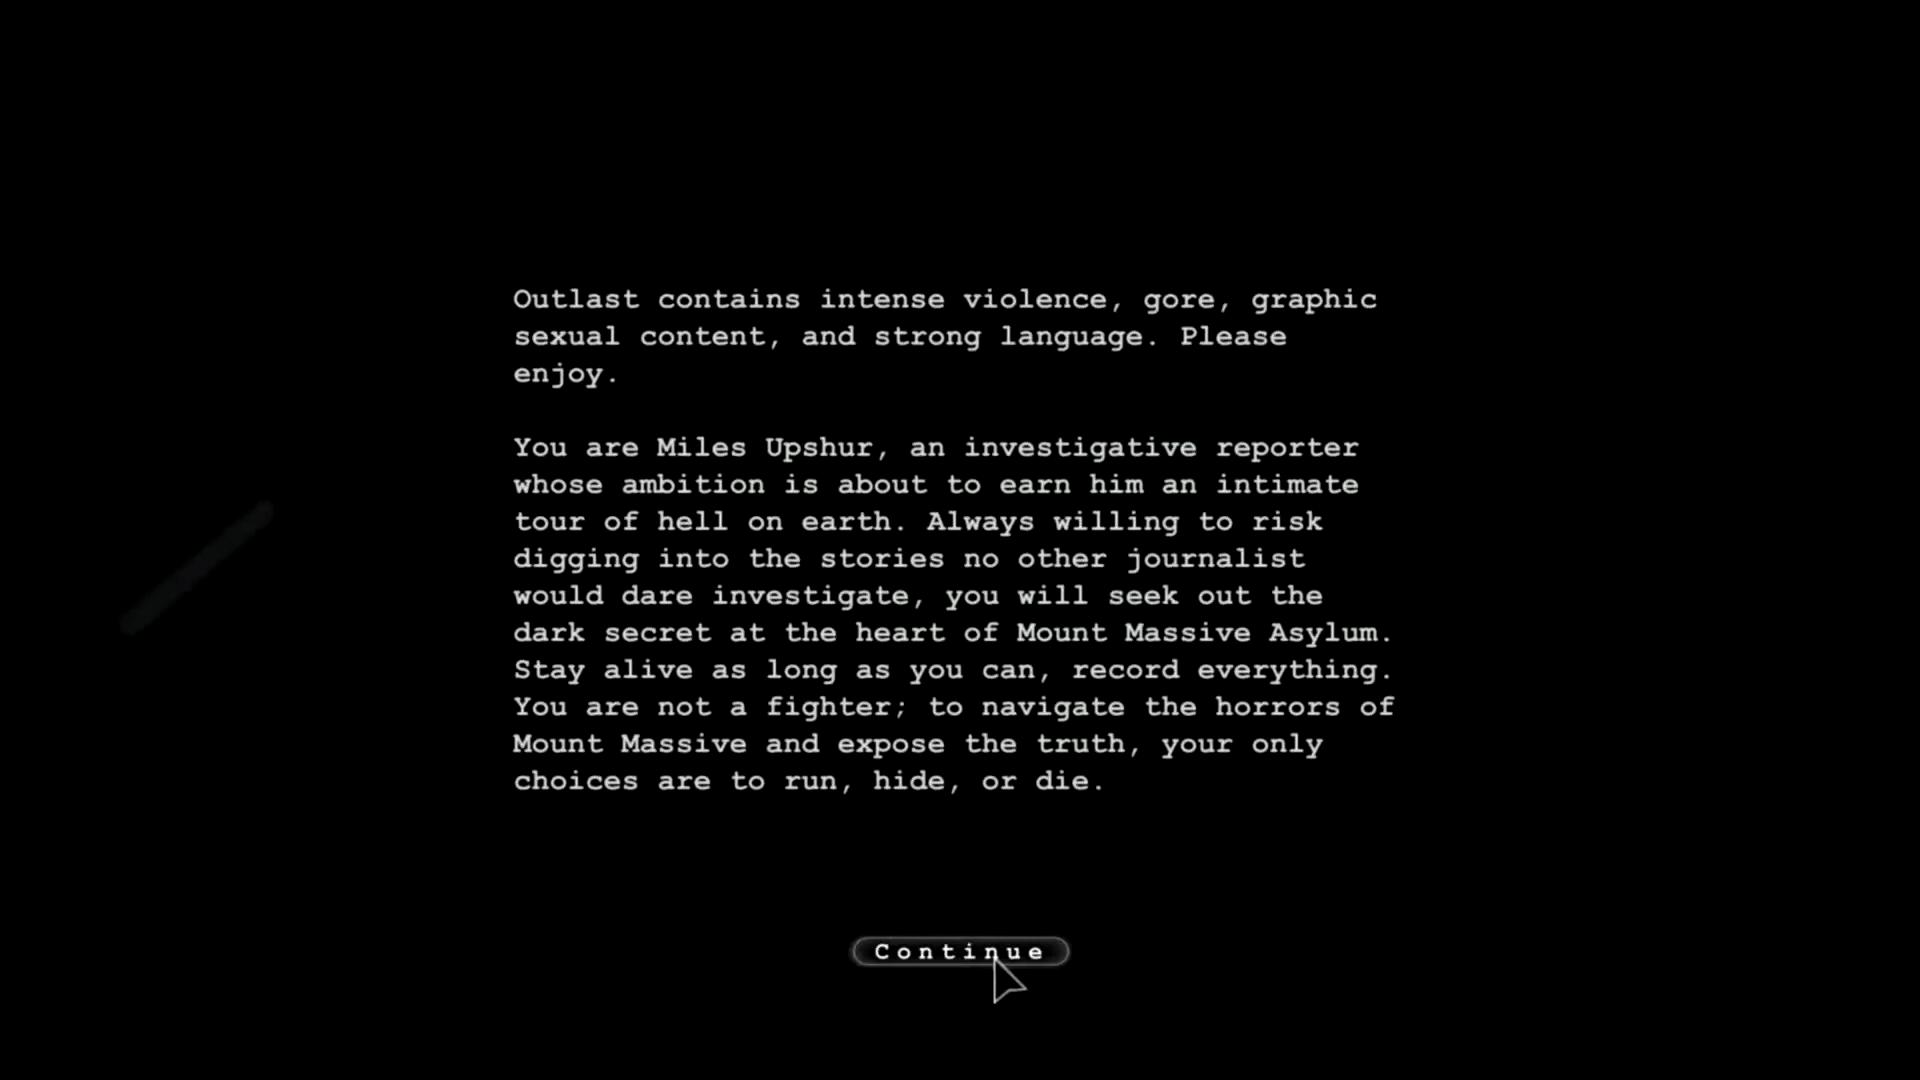 Outlast contains intense violence, gore, graphic
sexual content, and strong language. Please
enjoy.
You are Miles Upshur, an investigative reporter
whose ambition is about to earn him an intimate
tour of hell on earth. Always willing to risk
digging into the stories no other journalist
would dare investigate, you will seek out the
dark secret at the heart of Mount Massive Asylum.
Stay alive as long as you can, record everything.
You are not a fighter; to navigate the horrors of
Mount Massive and expose the truth, your only
choices are to run, hide, or die.
Continue